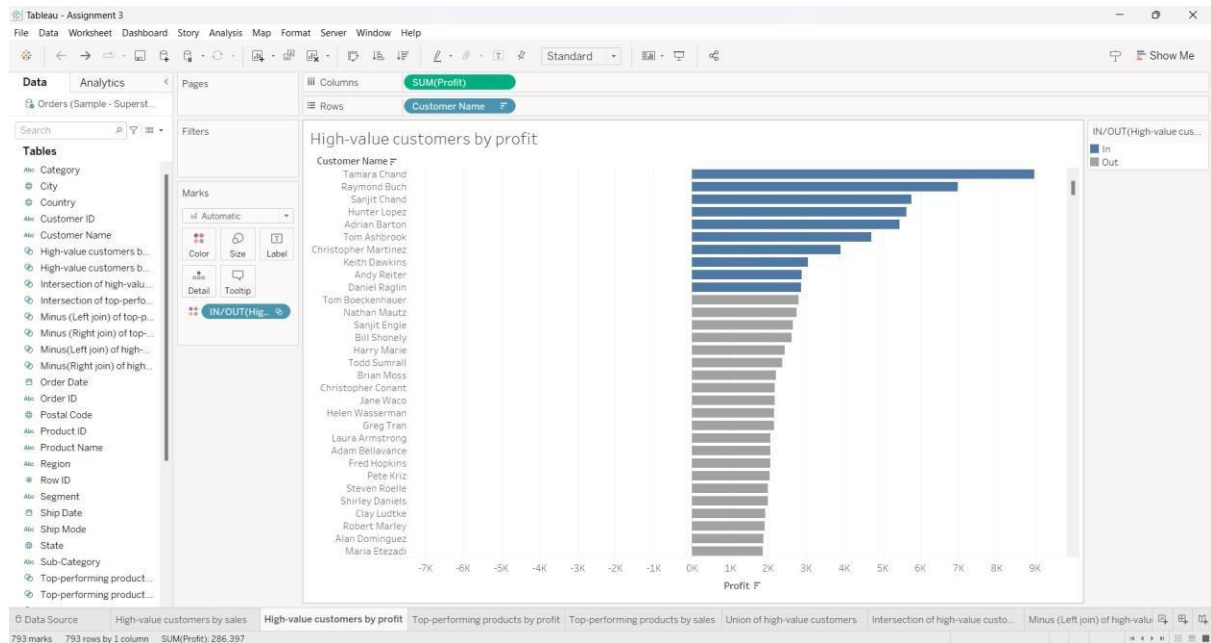 Tableau - Assignment 3
File Data Worksheet Dashboard Story Analysis Map Format Server Window Help
Standard
Show Me
Data Analytics
Orders (Sample - Superst...
Search
Tables
Abc Category
City
Country
Abc Customer ID
Abc Customer Name
High-value customers b...
High-value customers b...
Intersection of high-valu...
Intersection of top-perfo...
Minus (Left join) of top-p...
Minus (Right join) of top-...
Minus(Left join) of high-...
Minus(Right join) of high...
Order Date
Abc Order ID
Postal Code
Abc Product ID
Abc Product Name
Abc Region
# Row ID
Abc Segment
Ship Date
Abc Ship Mode
State
Abc Sub-Category
Top-performing product...
Top-performing product...
Pages
Filters
Marks
Automatic
Color Size Label
Detail Tooltip
IN/OUT(Hig..
Columns SUM(Profit)
Rows Customer Name
High-value customers by profit
Customer Name
Tamara Chand
Raymond Buch
Sanjit Chand
Hunter Lopez
Adrian Barton
Tom Ashbrook
Christopher Martinez
Keith Dawkins
Andy Reiter
Daniel Raglin
Tom Boeckenhauer
Nathan Mautz
Sanjit Engle
Bill Shonely
Harry Marie
Todd Sumrall
Brian Moss
Christopher Conant
Jane Waco
Helen Wasserman
Greg Tran
Laura Armstrong
Adam Bellavance
Fred Hopkins
Pete Kriz
Steven Roelle
Shirley Daniels
Clay Ludtke
Robert Marley
Alan Dominguez
Maria Etezadi
-7K -6K -5K -4K -3K -2K -1K 0K 1K 2K 3K 4K 5K 6K 7K 8K 9K
Profit
IN/OUT(High-value cus...
In
Out
Data Source High-value customers by sales High-value customers by profit Top-performing products by profit Top-performing products by sales Union of high-value customers Intersection of high-value custo... Minus (Left join) of high-valu
793 marks 793 rows by 1 column SUM(Profit): 286,397